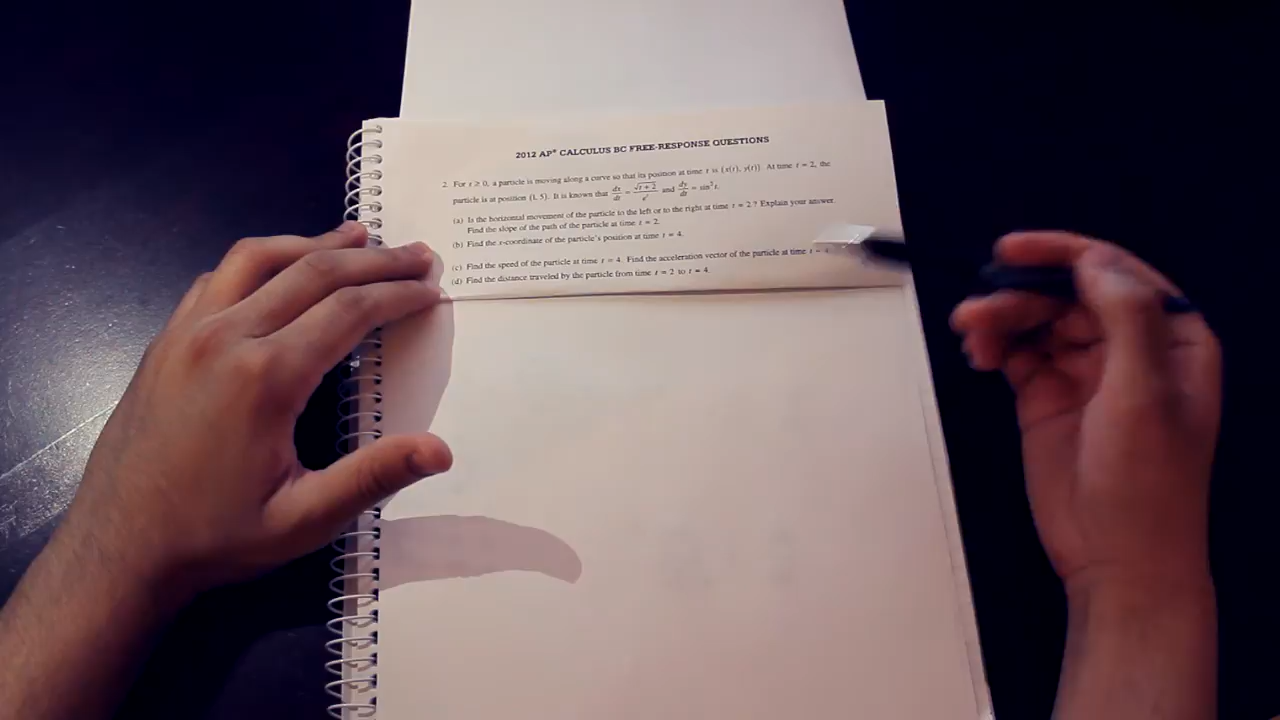 2012 AP® CALCULUS BC FREE-RESPONSE QUESTIONS
2. For t ≥ 0, a particle is moving along a curve so that its position at time t is (x(t), y(t)). At time t = 2, the
particle is at position (1, 5). It is known that dx/dt = √(t + 2)/e^t and dy/dt = sin² t.
(a) Is the horizontal movement of the particle to the left or to the right at time t = 2? Explain your answer.
Find the slope of the path of the particle at time t = 2.
(b) Find the x-coordinate of the particle's position at time t = 4.
(c) Find the speed of the particle at time t = 4. Find the acceleration vector of the particle at time t = 4.
(d) Find the distance traveled by the particle from time t = 2 to t = 4.